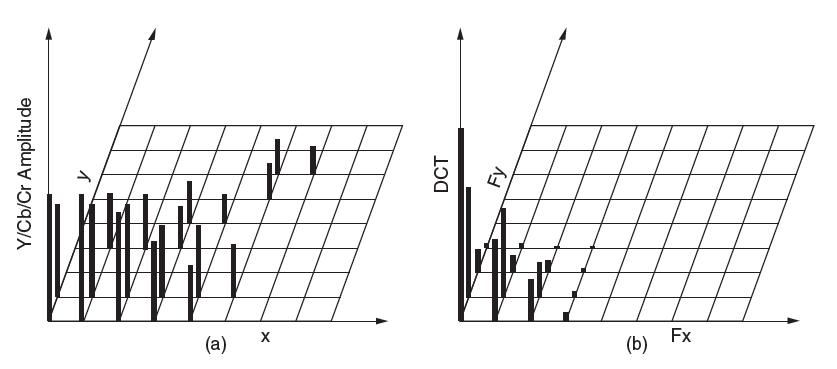 Y/Cb/Cr Amplitude
y
x
(a)
DCT
Fy
Fx
(b)